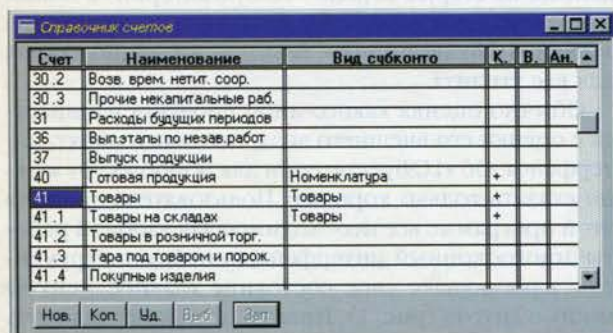 Справочник счетов
Счет Наименование Вид субконто К. В. Ан.
30.2 Возв. врем. нетит. соор.
30.3 Прочие некапитальные раб.
31 Расходы будущих периодов
36 Вып.этапы по незав.работ
37 Выпуск продукции
40 Готовая продукция Номенклатура +
41 Товары Товары +
41.1 Товары на складах Товары +
41.2 Товары в розничной торг.
41.3 Тара под товаром и порож.
41.4 Покупные изделия
Нов. Коп. Уд. Выб. Зап.